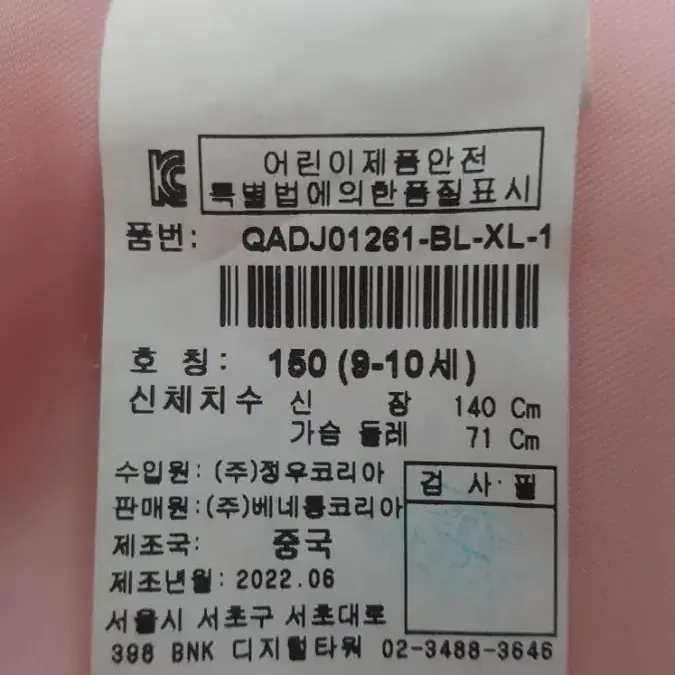 어린이제품안전
특별법에의한품질표시
품번: QADJ01261-BL-XL-1
호 칭: 150 (9-10세)
신체치수 신 장 140 Cm
가슴 둘레 71 Cm
수입원: (주)정우코리아
판매원: (주)베네통코리아
검 사 필
제조국: 중국
제조년월: 2022.06
서울시 서초구 서초대로
398 BNK 디지털타워 02-3488-3646